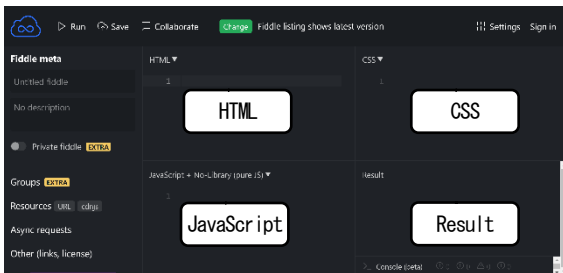 Run Save Collaborate Change Fiddle listing shows latest version Settings Sign in
Fiddle meta
Untitled fiddle
No description
Private fiddle EXTRA
Groups EXTRA
Resources URL cdnjs
Async requests
Other (links, license)
HTML
1
HTML
CSS
1
CSS
JavaScript + No-Library (pure JS)
1
JavaScript
Result
Result
>_ Console (beta)